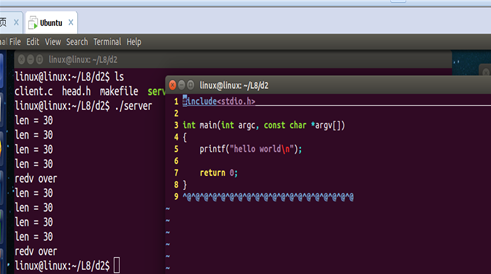 页 Ubuntu
File Edit View Search Terminal Help
linux@linux: ~/L8/d2
linux@linux:~/L8/d2$ ls
client.c head.h makefile serv
linux@linux:~/L8/d2$ ./server
len = 30
len = 30
len = 30
len = 30
len = 30
redv over
len = 30
len = 30
len = 30
len = 30
redv over
linux@linux:~/L8/d2$
linux@linux: ~/L8/d2
1 #include<stdio.h>
2
3 int main(int argc, const char *argv[])
4 {
5 printf("hello world\n");
6
7 return 0;
8 }
9 ^@^@^@^@^@^@^@^@^@^@^@^@^@^@^@^@^@^@^@^@
~
~
~
~
~
~